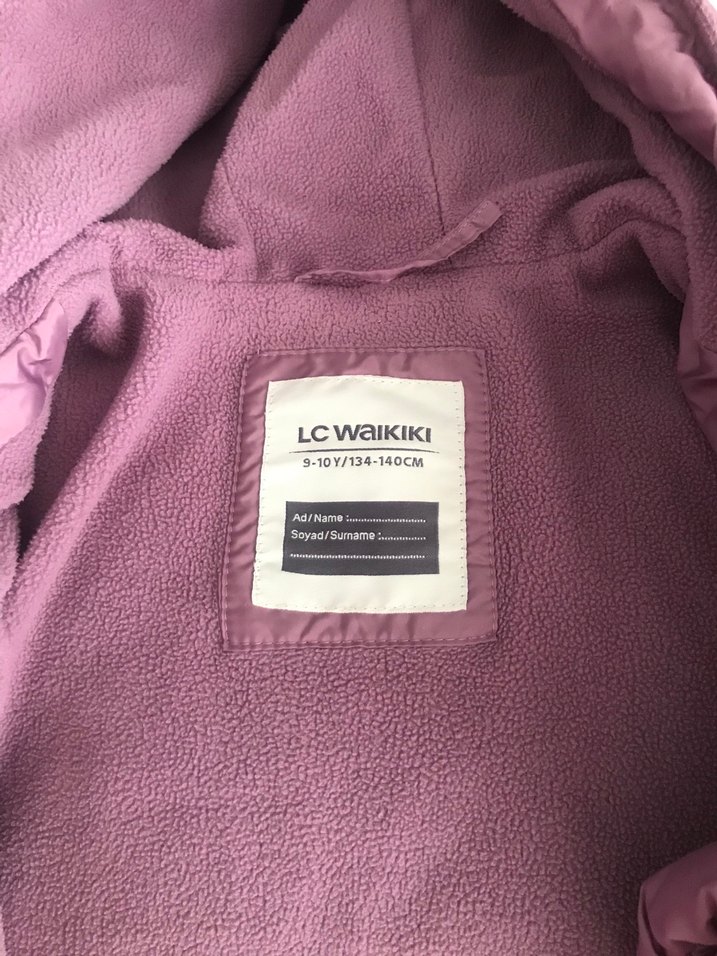 LC WAIKIKI
9-10Y/134-140CM
Ad/Name :....................
Soyad/Surname :............
...................................